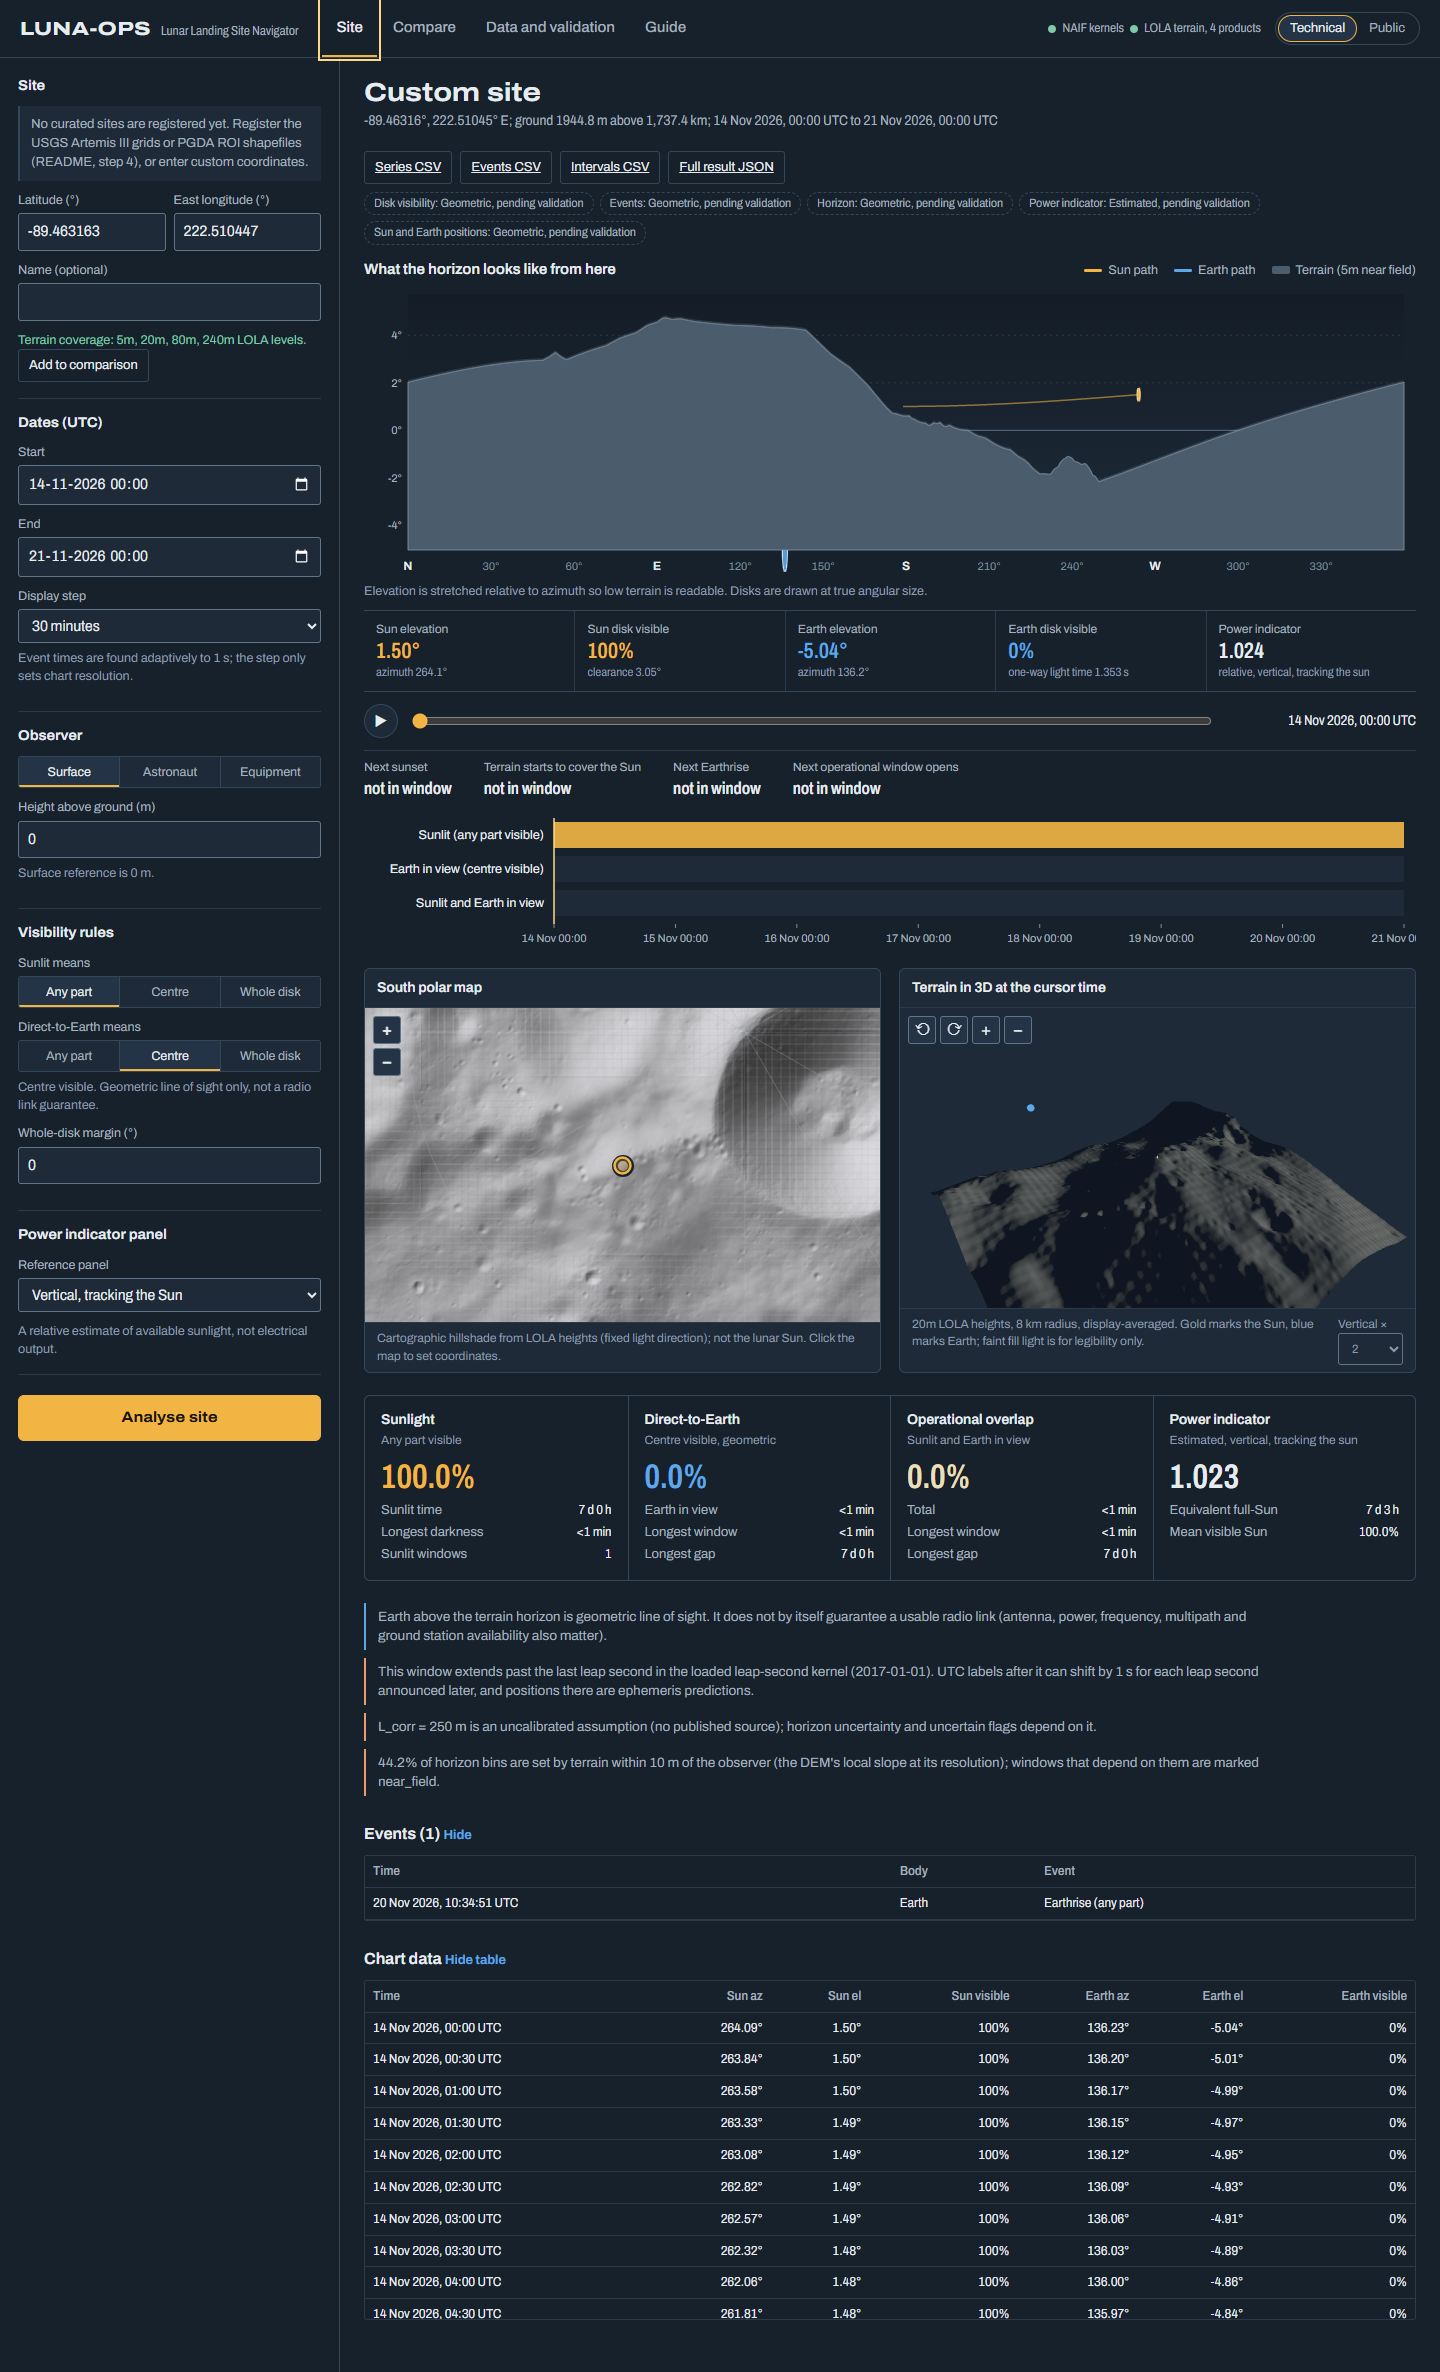 LUNA-OPS Lunar Landing Site Navigator Site Compare Data and validation Guide NAIF kernels LOLA terrain, 4 products Technical Public
Site
No curated sites are registered yet. Register the
USGS Artemis III grids or PGDA ROI shapefiles
(README, step 4), or enter custom coordinates.
Latitude (°) East longitude (°)
-89.463163 222.510447
Name (optional)
Terrain coverage: 5m, 20m, 80m, 240m LOLA levels.
Add to comparison
Dates (UTC)
Start
14-11-2026 00:00
End
21-11-2026 00:00
Display step
30 minutes
Event times are found adaptively to 1 s; the step only
sets chart resolution.
Observer
Surface Astronaut Equipment
Height above ground (m)
0
Surface reference is 0 m.
Visibility rules
Sunlit means
Any part Centre Whole disk
Direct-to-Earth means
Any part Centre Whole disk
Centre visible. Geometric line of sight only, not a radio
link guarantee.
Whole-disk margin (°)
0
Power indicator panel
Reference panel
Vertical, tracking the Sun
A relative estimate of available sunlight, not electrical
output.
Analyse site
Custom site
-89.46316°, 222.51045° E; ground 1944.8 m above 1,737.4 km; 14 Nov 2026, 00:00 UTC to 21 Nov 2026, 00:00 UTC
Series CSV Events CSV Intervals CSV Full result JSON
Disk visibility: Geometric, pending validation Events: Geometric, pending validation Horizon: Geometric, pending validation Power indicator: Estimated, pending validation
Sun and Earth positions: Geometric, pending validation
What the horizon looks like from here Sun path Earth path Terrain (5m near field)
4°
2°
0°
-2°
-4°
N 30° 60° E 120° 150° S 210° 240° W 300° 330°
Elevation is stretched relative to azimuth so low terrain is readable. Disks are drawn at true angular size.
Sun elevation Sun disk visible Earth elevation Earth disk visible Power indicator
1.50° 100% -5.04° 0% 1.024
azimuth 264.1° clearance 3.05° azimuth 136.2° one-way light time 1.353 s relative, vertical, tracking the sun
14 Nov 2026, 00:00 UTC
Next sunset Terrain starts to cover the Sun Next Earthrise Next operational window opens
not in window not in window not in window not in window
Sunlit (any part visible)
Earth in view (centre visible)
Sunlit and Earth in view
14 Nov 00:00 15 Nov 00:00 16 Nov 00:00 17 Nov 00:00 18 Nov 00:00 19 Nov 00:00 20 Nov 00:00 21 Nov 0
South polar map
+
−
Cartographic hillshade from LOLA heights (fixed light direction); not the lunar Sun. Click the
map to set coordinates.
Terrain in 3D at the cursor time
+ −
20m LOLA heights, 8 km radius, display-averaged. Gold marks the Sun, blue
marks Earth; faint fill light is for legibility only.
Vertical ×
2
Sunlight Direct-to-Earth Operational overlap Power indicator
Any part visible Centre visible, geometric Sunlit and Earth in view Estimated, vertical, tracking the sun
100.0% 0.0% 0.0% 1.023
Sunlit time 7 d 0 h Earth in view <1 min Total <1 min Equivalent full-Sun 7 d 3 h
Longest darkness <1 min Longest window <1 min Longest window <1 min Mean visible Sun 100.0%
Sunlit windows 1 Longest gap 7 d 0 h Longest gap 7 d 0 h
Earth above the terrain horizon is geometric line of sight. It does not by itself guarantee a usable radio link (antenna, power, frequency, multipath and
ground station availability also matter).
This window extends past the last leap second in the loaded leap-second kernel (2017-01-01). UTC labels after it can shift by 1 s for each leap second
announced later, and positions there are ephemeris predictions.
L_corr = 250 m is an uncalibrated assumption (no published source); horizon uncertainty and uncertain flags depend on it.
44.2% of horizon bins are set by terrain within 10 m of the observer (the DEM's local slope at its resolution); windows that depend on them are marked
near_field.
Events (1) Hide
Time Body Event
20 Nov 2026, 10:34:51 UTC Earth Earthrise (any part)
Chart data Hide table
Time Sun az Sun el Sun visible Earth az Earth el Earth visible
14 Nov 2026, 00:00 UTC 264.09° 1.50° 100% 136.23° -5.04° 0%
14 Nov 2026, 00:30 UTC 263.84° 1.50° 100% 136.20° -5.01° 0%
14 Nov 2026, 01:00 UTC 263.58° 1.50° 100% 136.17° -4.99° 0%
14 Nov 2026, 01:30 UTC 263.33° 1.49° 100% 136.15° -4.97° 0%
14 Nov 2026, 02:00 UTC 263.08° 1.49° 100% 136.12° -4.95° 0%
14 Nov 2026, 02:30 UTC 262.82° 1.49° 100% 136.09° -4.93° 0%
14 Nov 2026, 03:00 UTC 262.57° 1.49° 100% 136.06° -4.91° 0%
14 Nov 2026, 03:30 UTC 262.32° 1.48° 100% 136.03° -4.89° 0%
14 Nov 2026, 04:00 UTC 262.06° 1.48° 100% 136.00° -4.86° 0%
14 Nov 2026, 04:30 UTC 261.81° 1.48° 100% 135.97° -4.84° 0%